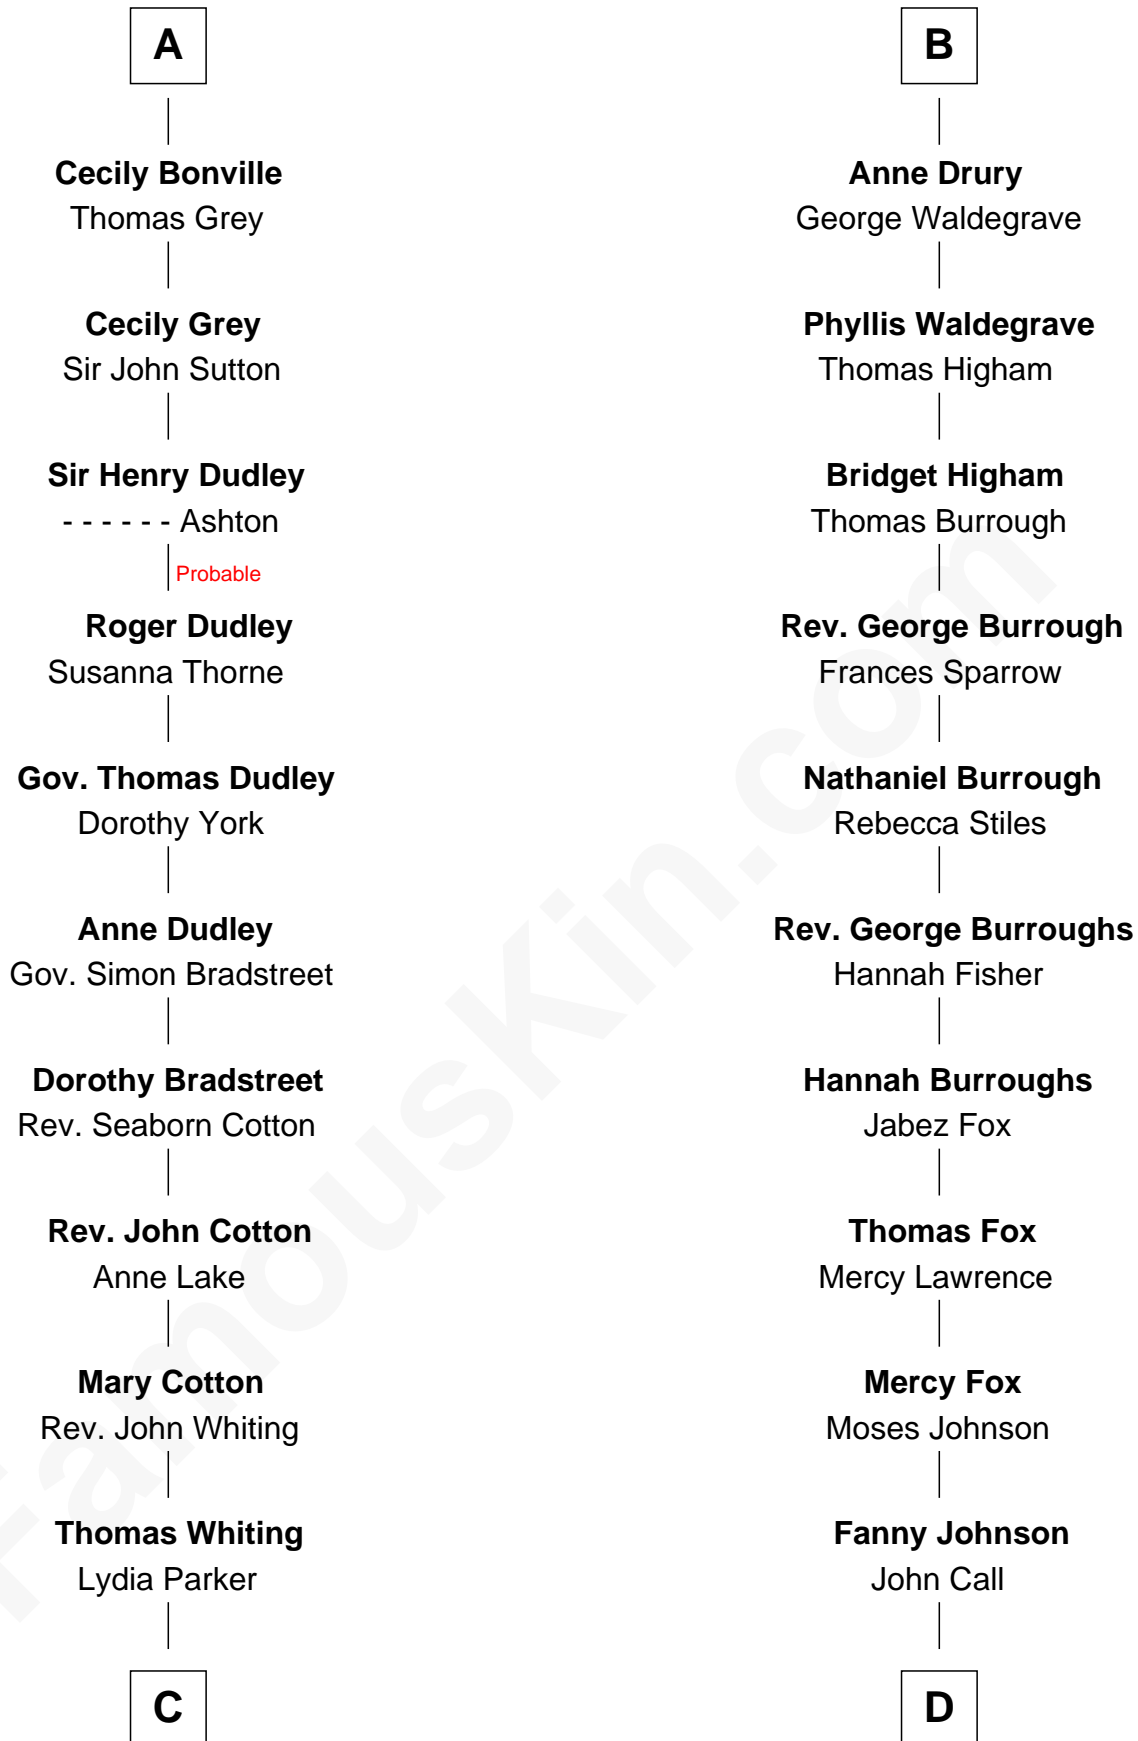 A
Cecily Bonville
Thomas Grey
Cecily Grey
Sir John Sutton
Sir Henry Dudley
- - - - - - Ashton
Probable
Roger Dudley
Susanna Thorne
Gov. Thomas Dudley
Dorothy York
Anne Dudley
Gov. Simon Bradstreet
Dorothy Bradstreet
Rev. Seaborn Cotton
Rev. John Cotton
Anne Lake
Mary Cotton
Rev. John Whiting
Thomas Whiting
Lydia Parker
C
B
Anne Drury
George Waldegrave
Phyllis Waldegrave
Thomas Higham
Bridget Higham
Thomas Burrough
Rev. George Burrough
Frances Sparrow
Nathaniel Burrough
Rebecca Stiles
Rev. George Burroughs
Hannah Fisher
Hannah Burroughs
Jabez Fox
Thomas Fox
Mercy Lawrence
Mercy Fox
Moses Johnson
Fanny Johnson
John Call
D
FamousKin.com